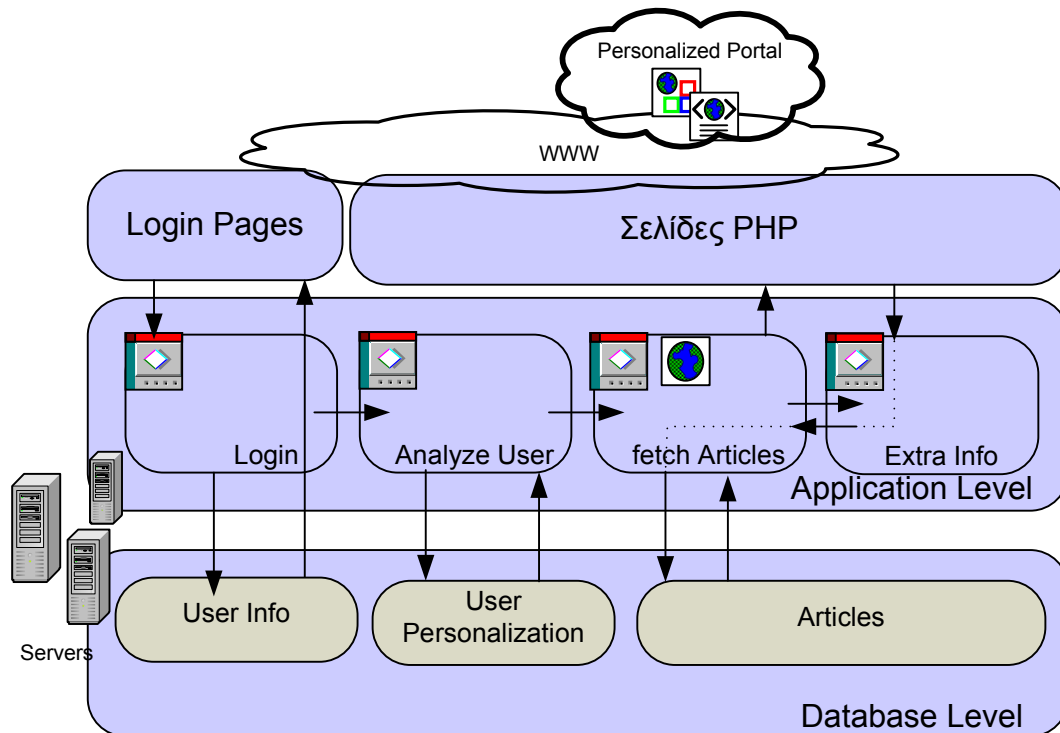 Personalized Portal
WWW
Login Pages
Σελίδες PHP
Login
Analyze User
fetch Articles
Extra Info
Application Level
User Info
User
Personalization
Articles
Servers
Database Level